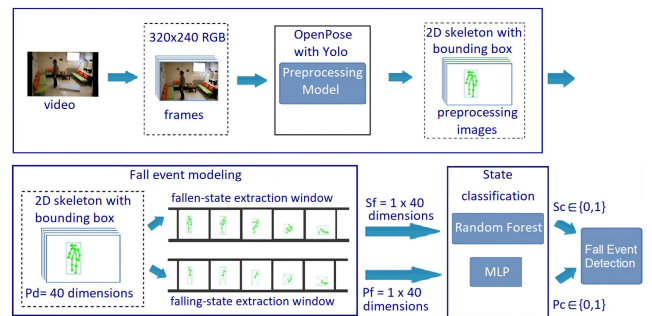 320x240 RGB
video
frames
OpenPose
with Yolo
Preprocessing
Model
2D skeleton with
bounding box
preprocessing
images
Fall event modeling
2D skeleton with
bounding box
Pd= 40 dimensions
fallen-state extraction window
falling-state extraction window
Sf = 1 x 40
dimensions
Pf = 1 x 40
dimensions
State
classification
Random Forest
MLP
Sc∈{0,1}
Pc∈{0,1}
Fall Event
Detection